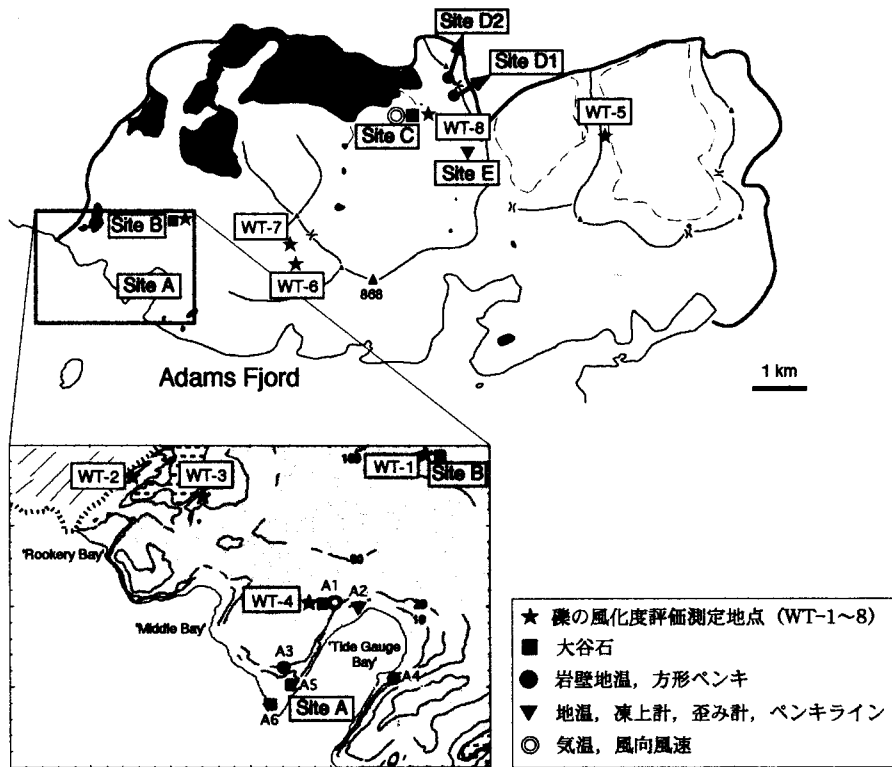 Site D2
Site D1
WT-5
Site C
WT-8
Site E
Site B
WT-7
Site A
WT-6
868
Adams Fjord
1 km
WT-2
WT-3
WT-1
Site B
'Rookery Bay'
WT-4
A1
A2
20
10
'Middle Bay'
'Tide Gauge
Bay'
A3
A4
A5
Site A
A6
★ 礫の風化度評価測定地点 (WT-1~8)
■ 大谷石
● 岩壁地温，方形ペンキ
▼ 地温，凍上計，歪み計，ペンキライン
◎ 気温，風向風速